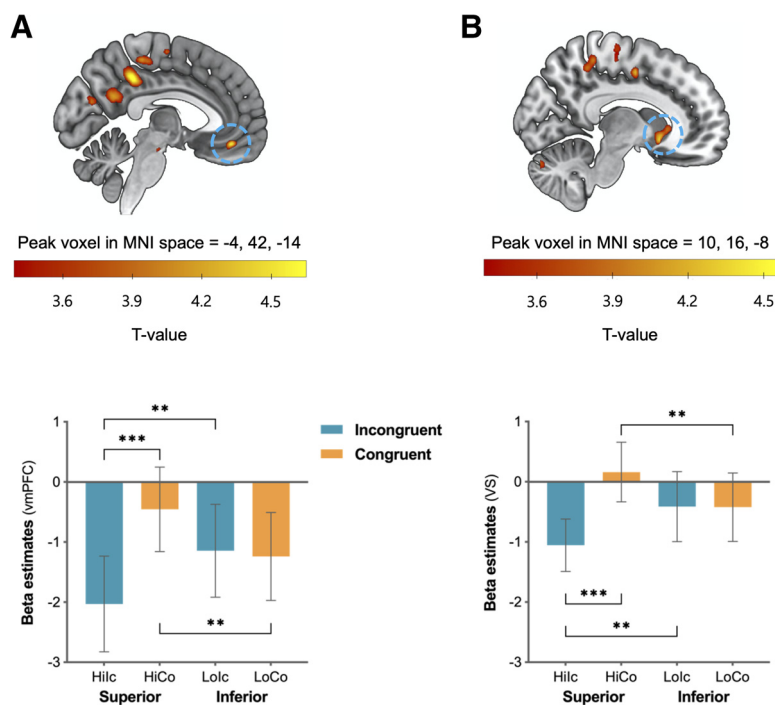 A
Peak voxel in MNI space = -4, 42, -14
3.6 3.9 4.2 4.5
T-value
B
Peak voxel in MNI space = 10, 16, -8
3.6 3.9 4.2 4.5
T-value
Beta estimates (vmPFC)
1
0
-1
-2
-3
**
***
**
HiIc HiCo LoIc LoCo
Superior Inferior
Incongruent
Congruent
Beta estimates (VS)
1
0
-1
-2
-3
**
***
**
HiIc HiCo LoIc LoCo
Superior Inferior